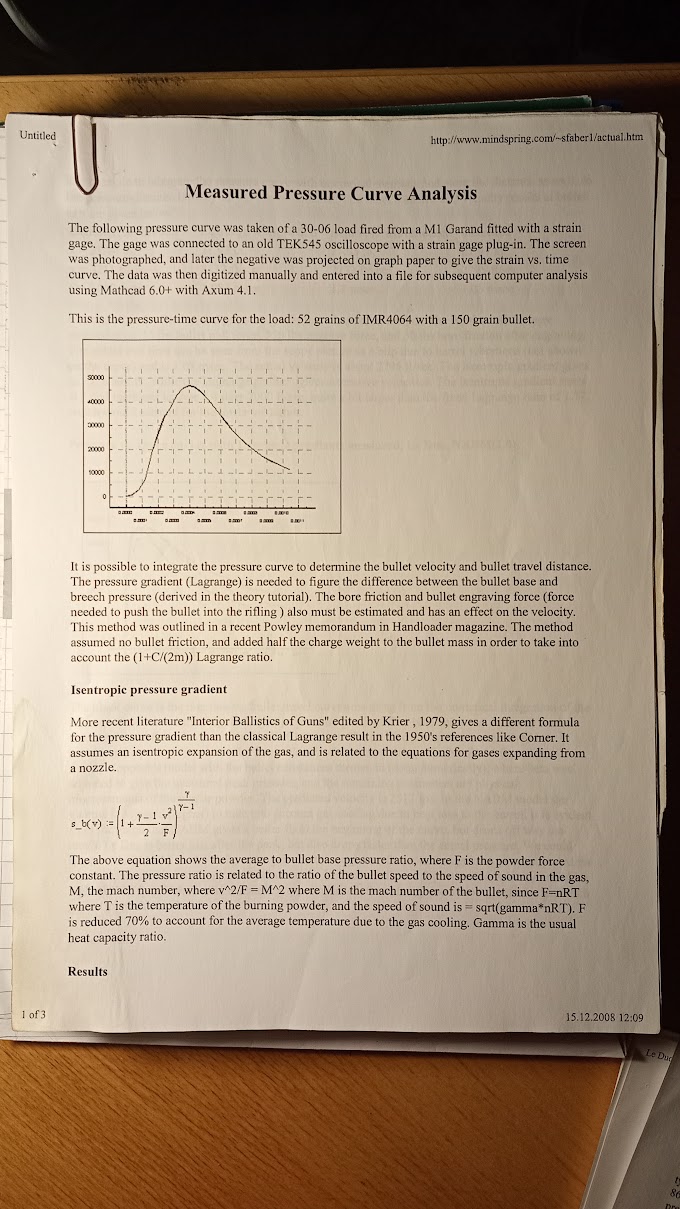 Untitled
http://www.mindspring.com/~sfaber1/actual.htm
Measured Pressure Curve Analysis
The following pressure curve was taken of a 30-06 load fired from a M1 Garand fitted with a strain
gage. The gage was connected to an old TEK545 oscilloscope with a strain gage plug-in. The screen
was photographed, and later the negative was projected on graph paper to give the strain vs. time
curve. The data was then digitized manually and entered into a file for subsequent computer analysis
using Mathcad 6.0+ with Axum 4.1.
This is the pressure-time curve for the load: 52 grains of IMR4064 with a 150 grain bullet.
50000
40000
30000
20000
10000
0
It is possible to integrate the pressure curve to determine the bullet velocity and bullet travel distance.
The pressure gradient (Lagrange) is needed to figure the difference between the bullet base and
breech pressure (derived in the theory tutorial). The bore friction and bullet engraving force (force
needed to push the bullet into the rifling ) also must be estimated and has an effect on the velocity.
This method was outlined in a recent Powley memorandum in Handloader magazine. The method
assumed no bullet friction, and added half the charge weight to the bullet mass in order to take into
account the (1+C/(2m)) Lagrange ratio.
Isentropic pressure gradient
More recent literature "Interior Ballistics of Guns" edited by Krier , 1979, gives a different formula
for the pressure gradient than the classical Lagrange result in the 1950's references like Corner. It
assumes an isentropic expansion of the gas, and is related to the equations for gases expanding from
a nozzle.
s_b(v) := (1 + γ−1/2 · v²/F)^(γ/γ−1)
The above equation shows the average to bullet base pressure ratio, where F is the powder force
constant. The pressure ratio is related to the ratio of the bullet speed to the speed of sound in the gas,
M, the mach number, where v^2/F = M^2 where M is the mach number of the bullet, since F=nRT
where T is the temperature of the burning powder, and the speed of sound is = sqrt(gamma*nRT). F
is reduced 70% to account for the average temperature due to the gas cooling. Gamma is the usual
heat capacity ratio.
Results
1 of 3
15.12.2008 12:09
Le Duc
86